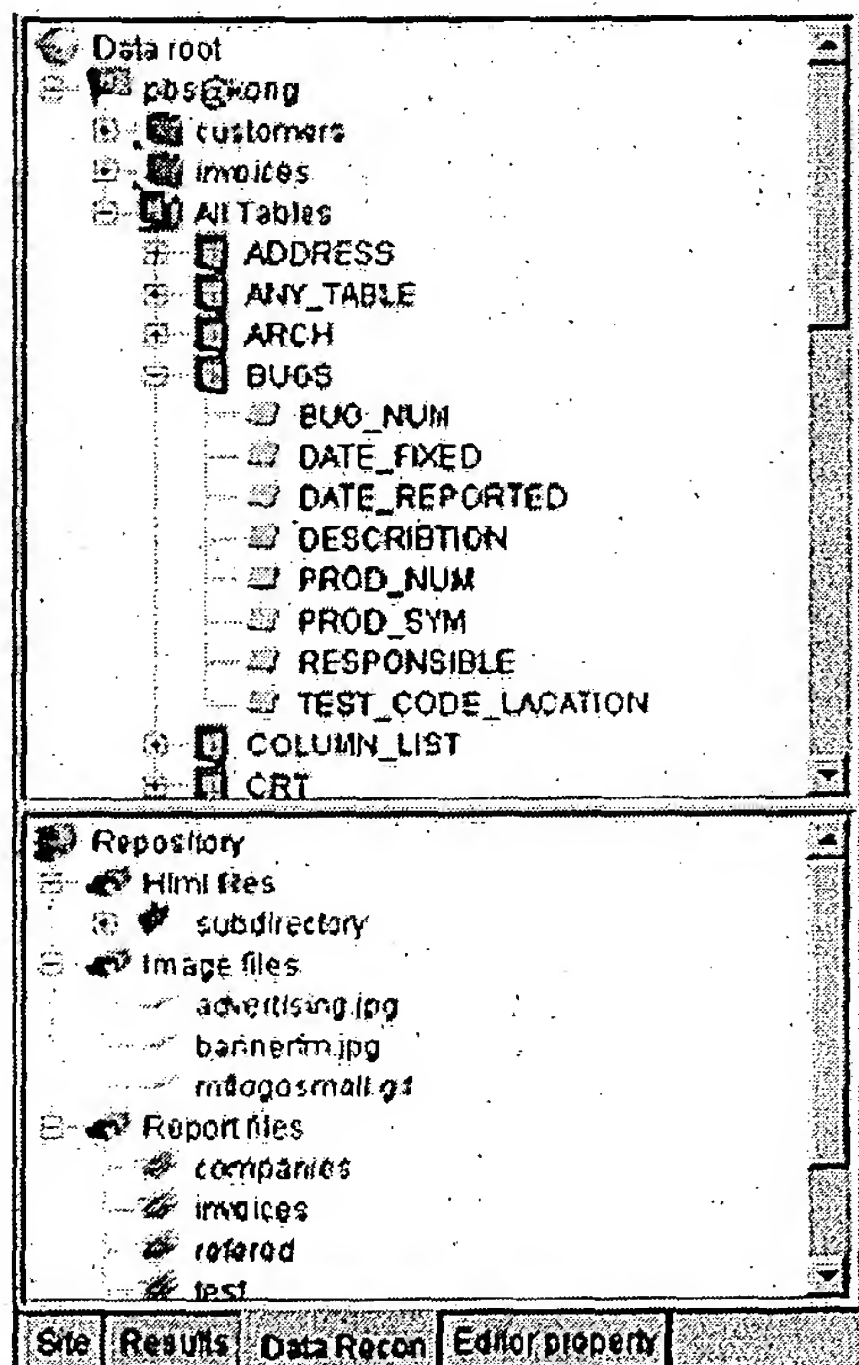 Data root
pbs@kong
customers
invoices
All Tables
ADDRESS
ANY_TABLE
ARCH
BUGS
BUG_NUM
DATE_FIXED
DATE_REPORTED
DESCRIBTION
PROD_NUM
PROD_SYM
RESPONSIBLE
TEST_CODE_LACATION
COLUMN_LIST
CRT
Repository
Html files
subdirectory
Image files
advertising.jpg
Report files
companies
invoices
refered
test
Site Results Data Recon Editor property